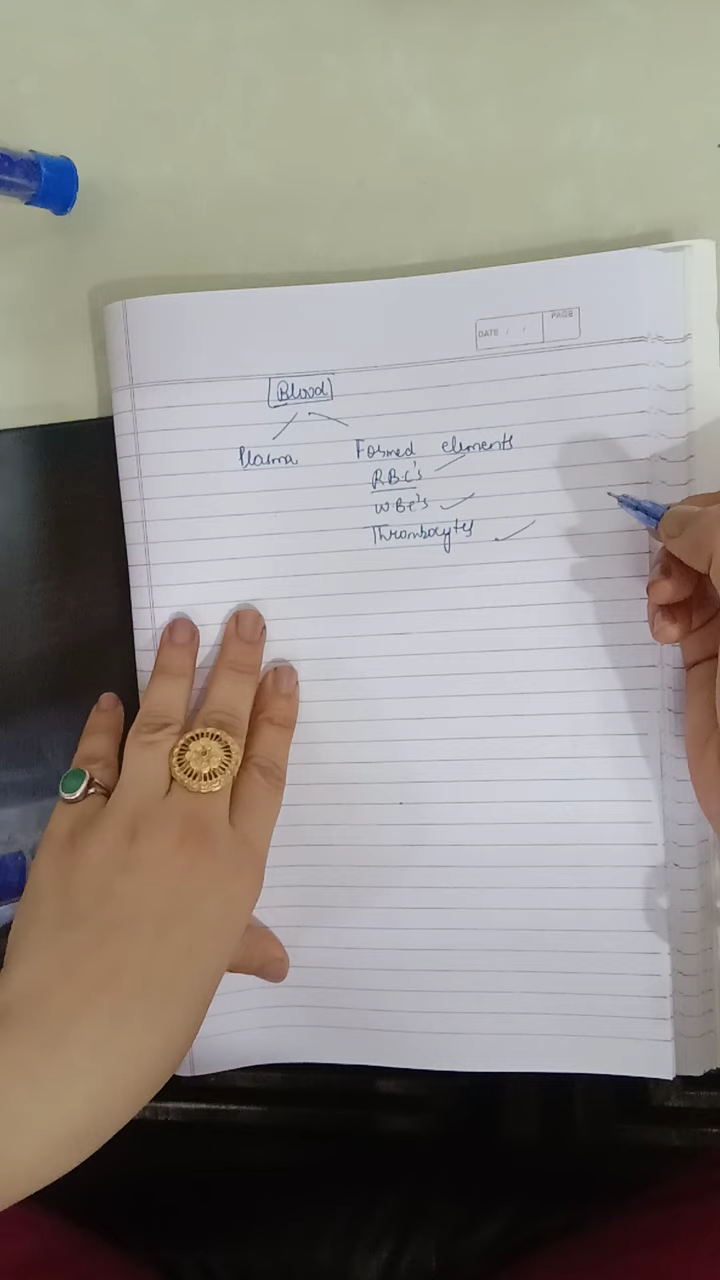 DATE / / PAGE
Blood
Plasma Formed elements
RBC's
WBC's
Thrombocytes